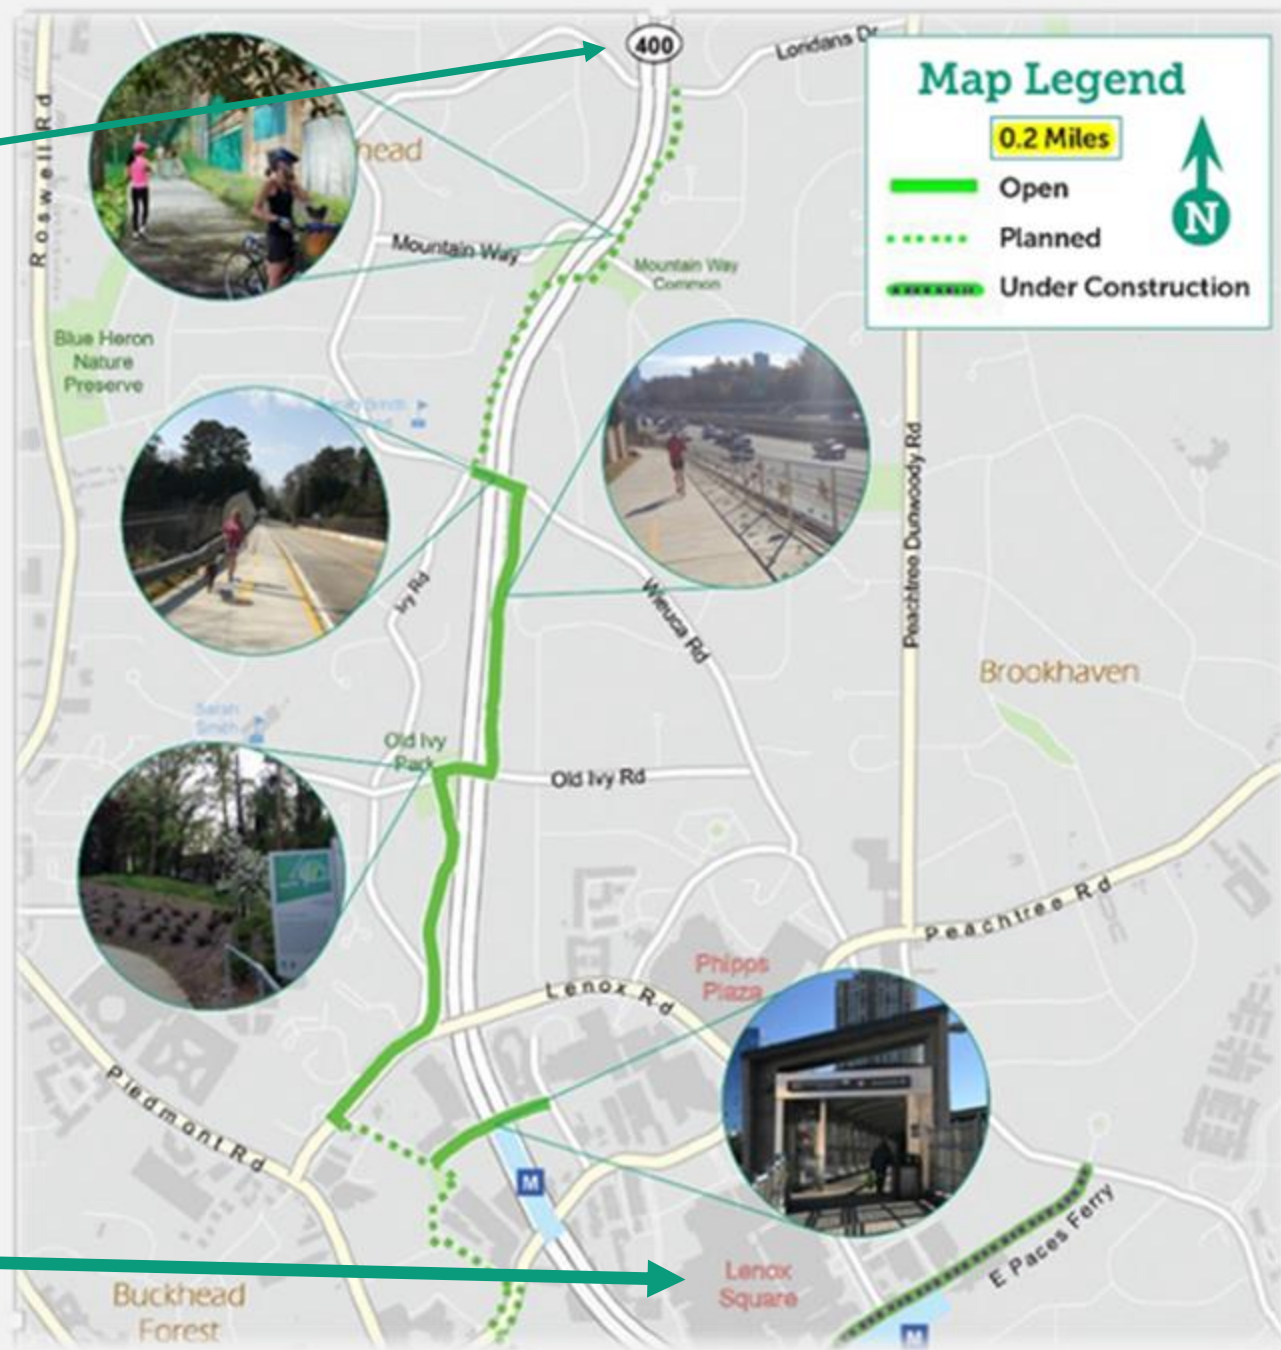 400
Loridans Dr
Map Legend
0.2 Miles
Open
Planned
Under Construction
N
Roswell Rd
head
Mountain Way
Mountain Way
Common
Blue Heron
Nature
Preserve
Peachtree Dunwoody Rd
Ivy Rd
Wieuca Rd
Brookhaven
Sarah
Smith
Old Ivy
Park
Old Ivy Rd
Peachtree Rd
Phipps
Plaza
Lenox Rd
Piedmont Rd
M
E Paces Ferry
Lenox
Square
Buckhead
Forest
M